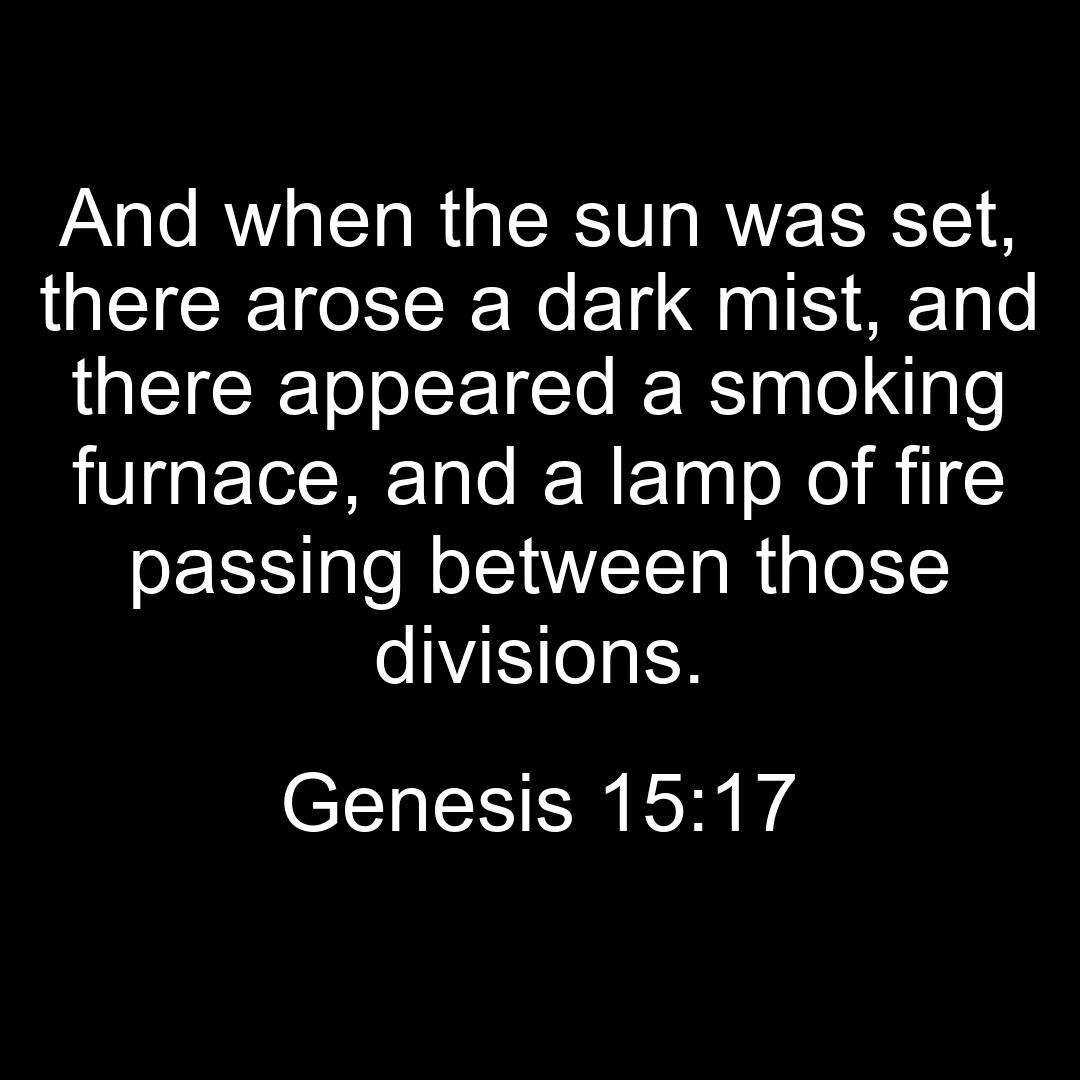 And when the sun was set,
there arose a dark mist, and
there appeared a smoking
furnace, and a lamp of fire
passing between those
divisions.
Genesis 15:17